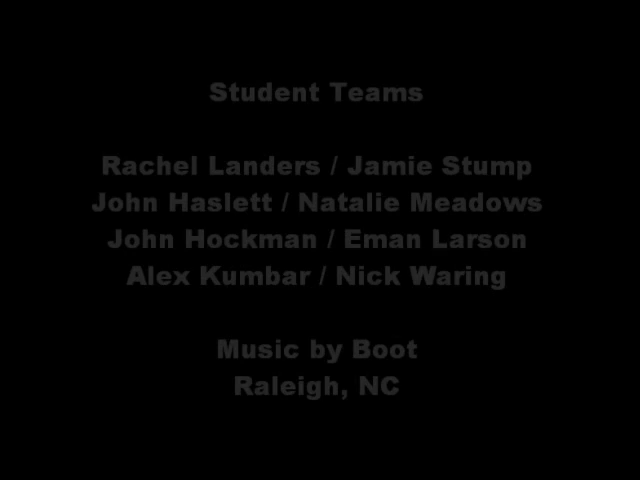 Student Teams
Rachel Landers / Jamie Stump
John Haslett / Natalie Meadows
John Hockman / Eman Larson
Alex Kumbar / Nick Waring
Music by Boot
Raleigh, NC